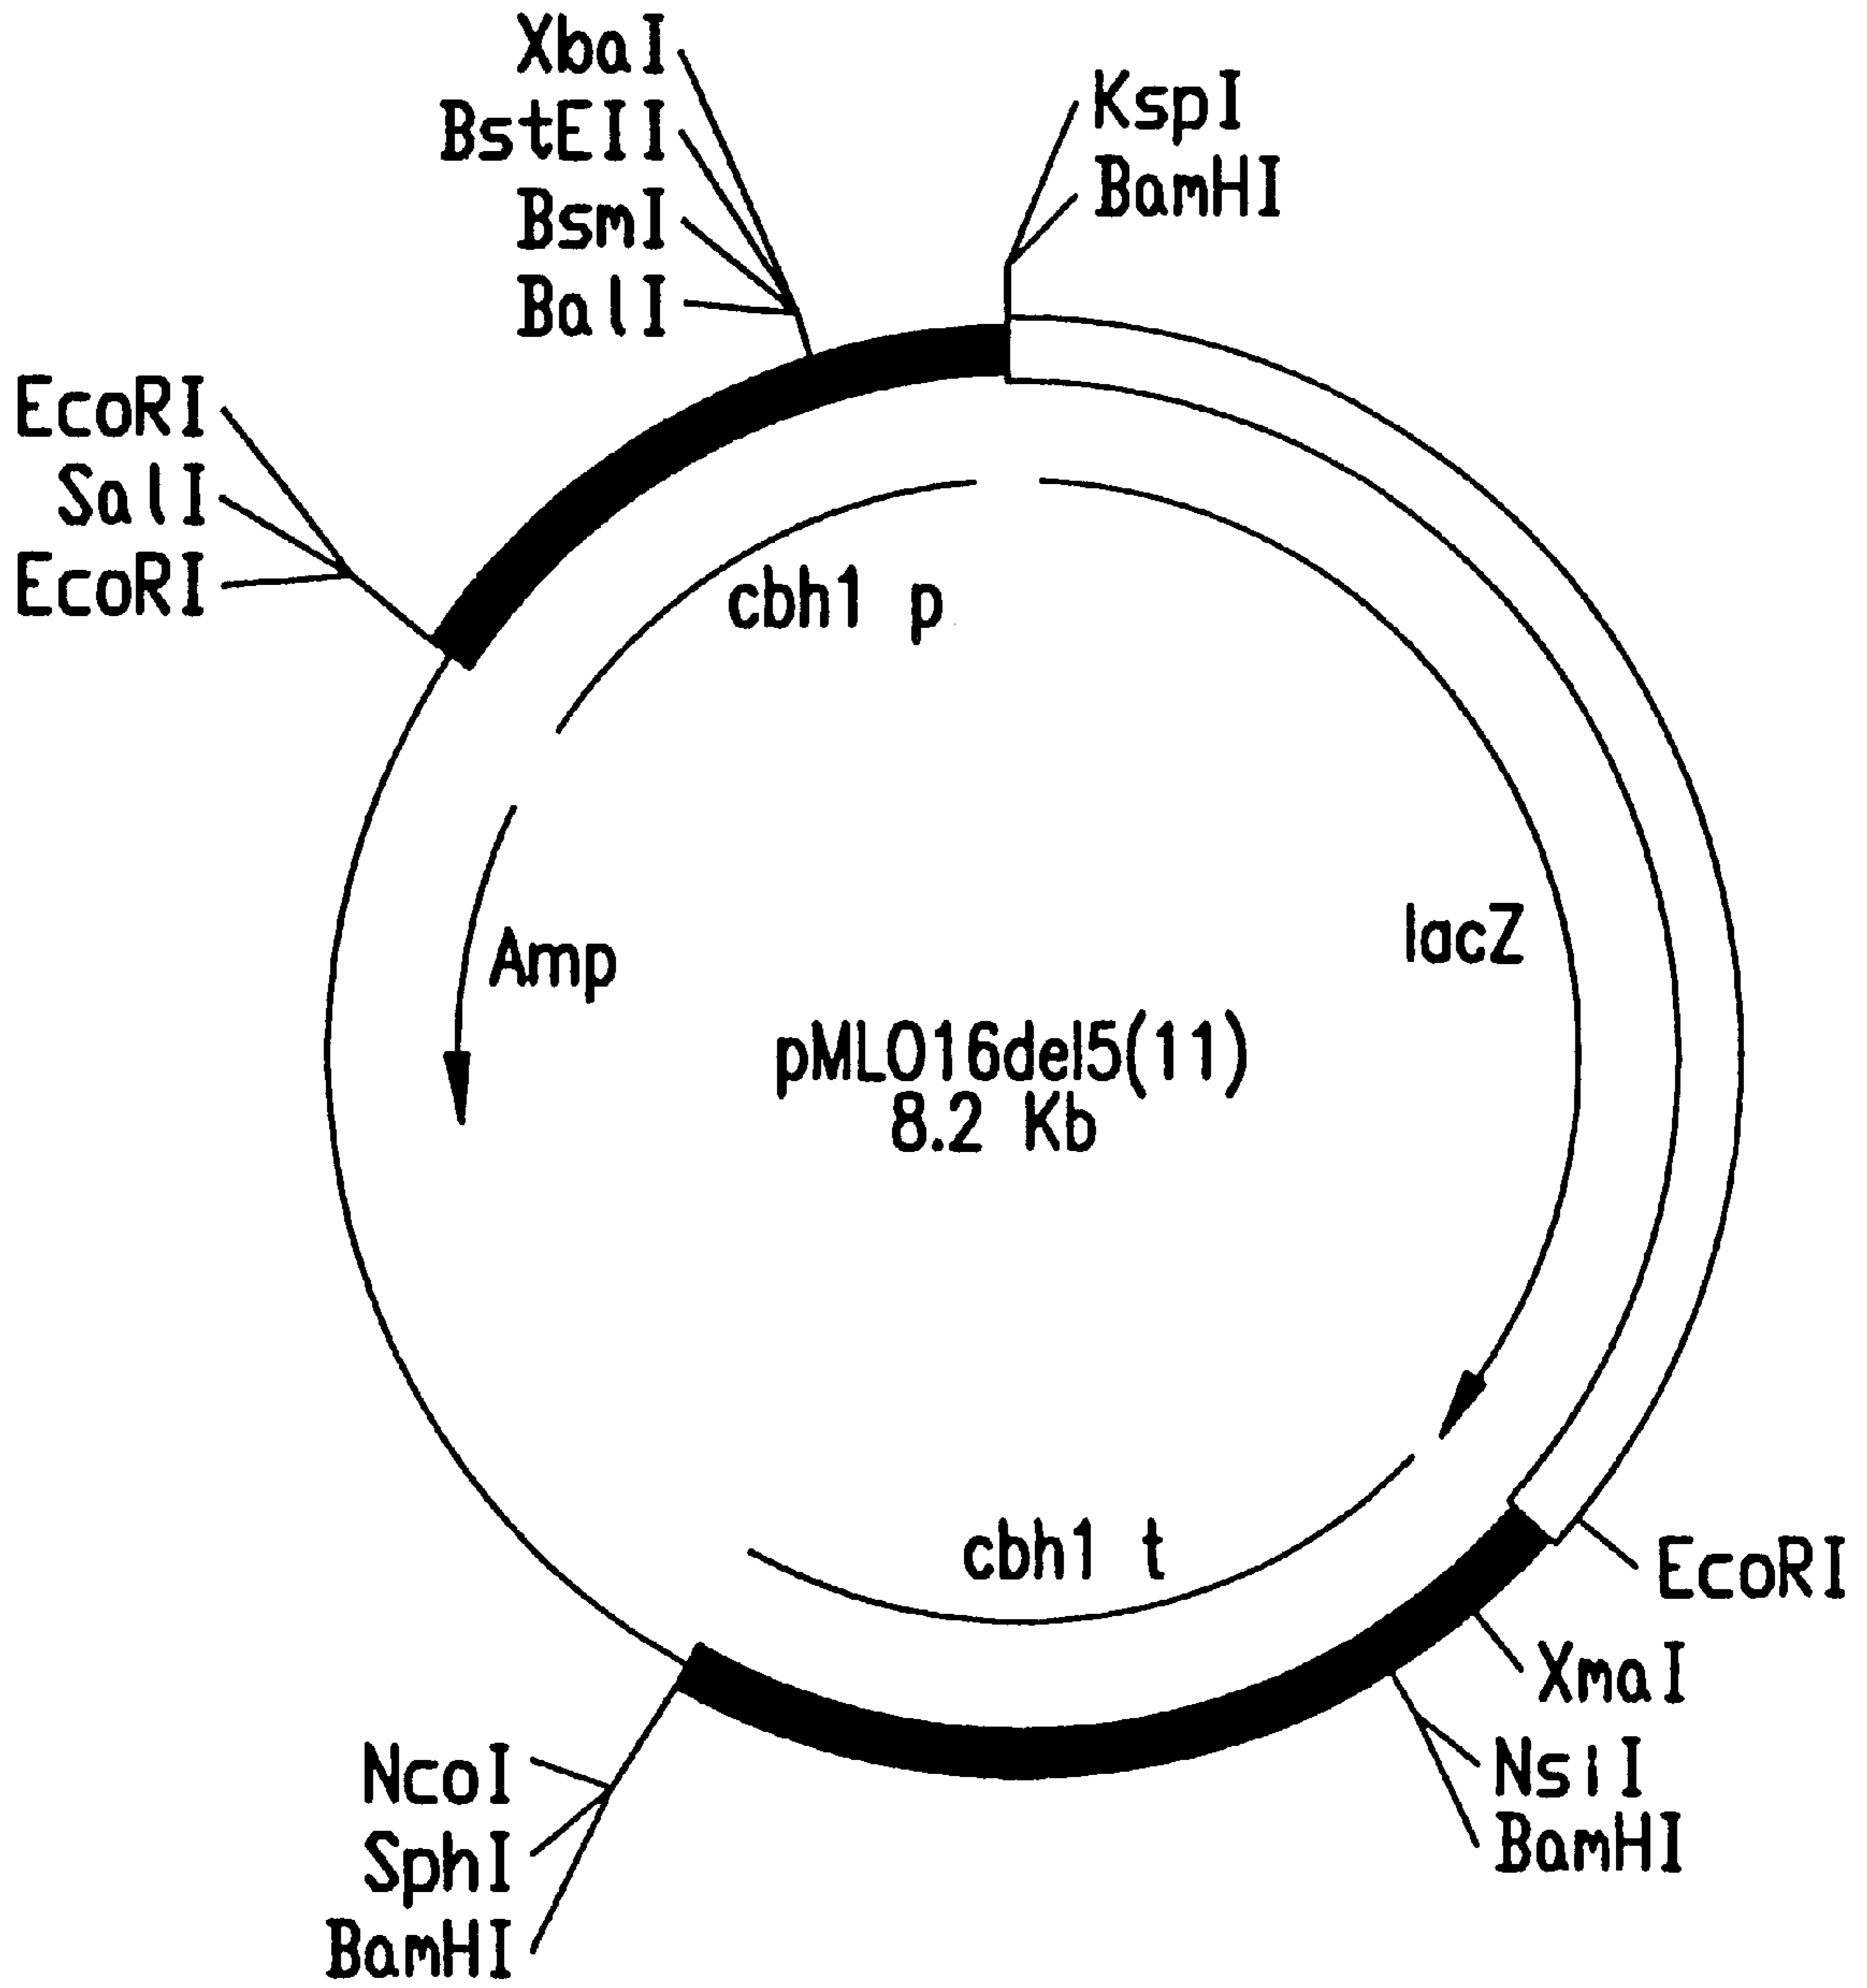 XbaI
BstEII
BsmI
BalI
KspI
BamHI
EcoRI
SalI
EcoRI
cbh1 p
lacZ
Amp
pMLO16del5(11)
8.2 Kb
cbh1 t
EcoRI
XmaI
NsiI
BamHI
NcoI
SphI
BamHI